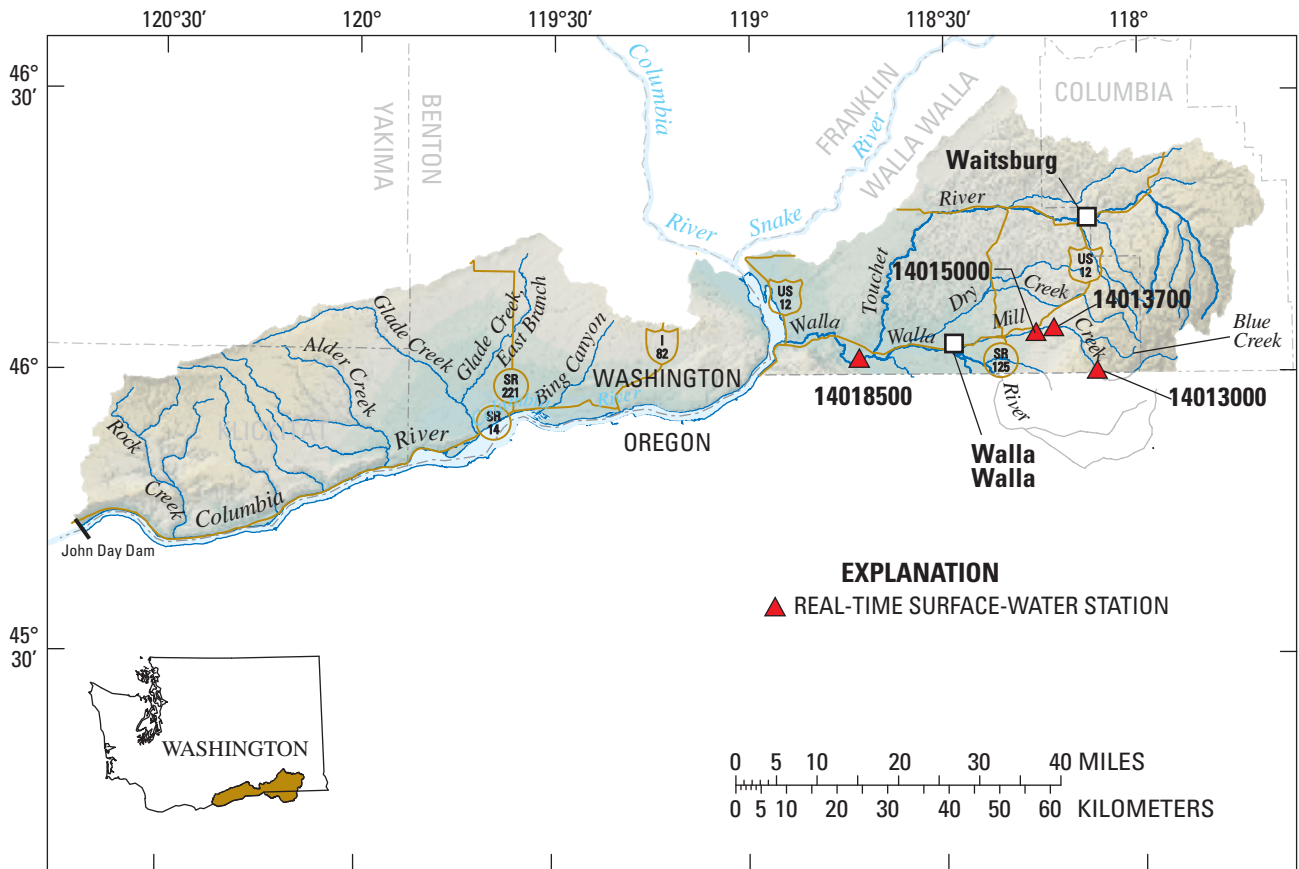 120°30′
120°
119°30′
119°
118°30′
118°
46°
30′
46°
45°
30′
YAKIMA
BENTON
FRANKLIN
WALLA WALLA
COLUMBIA
KLICKITAT
Columbia
River
Snake
River
Waitsburg
River
Touchet
US
12
14015000
14013700
Dry
Creek
Mill
Creek
Blue
Creek
US
12
Walla
Walla
River
SR
125
14018500
14013000
Walla
Walla
Glade Creek
Glade Creek,
East Branch
Bing Canyon
Alder Creek
Rock
Creek
Columbia
River
River
I
82
SR
221
SR
14
WASHINGTON
OREGON
John Day Dam
EXPLANATION
REAL-TIME SURFACE-WATER STATION
WASHINGTON
0 5 10 20 30 40 MILES
0 5 10 20 30 40 50 60 KILOMETERS